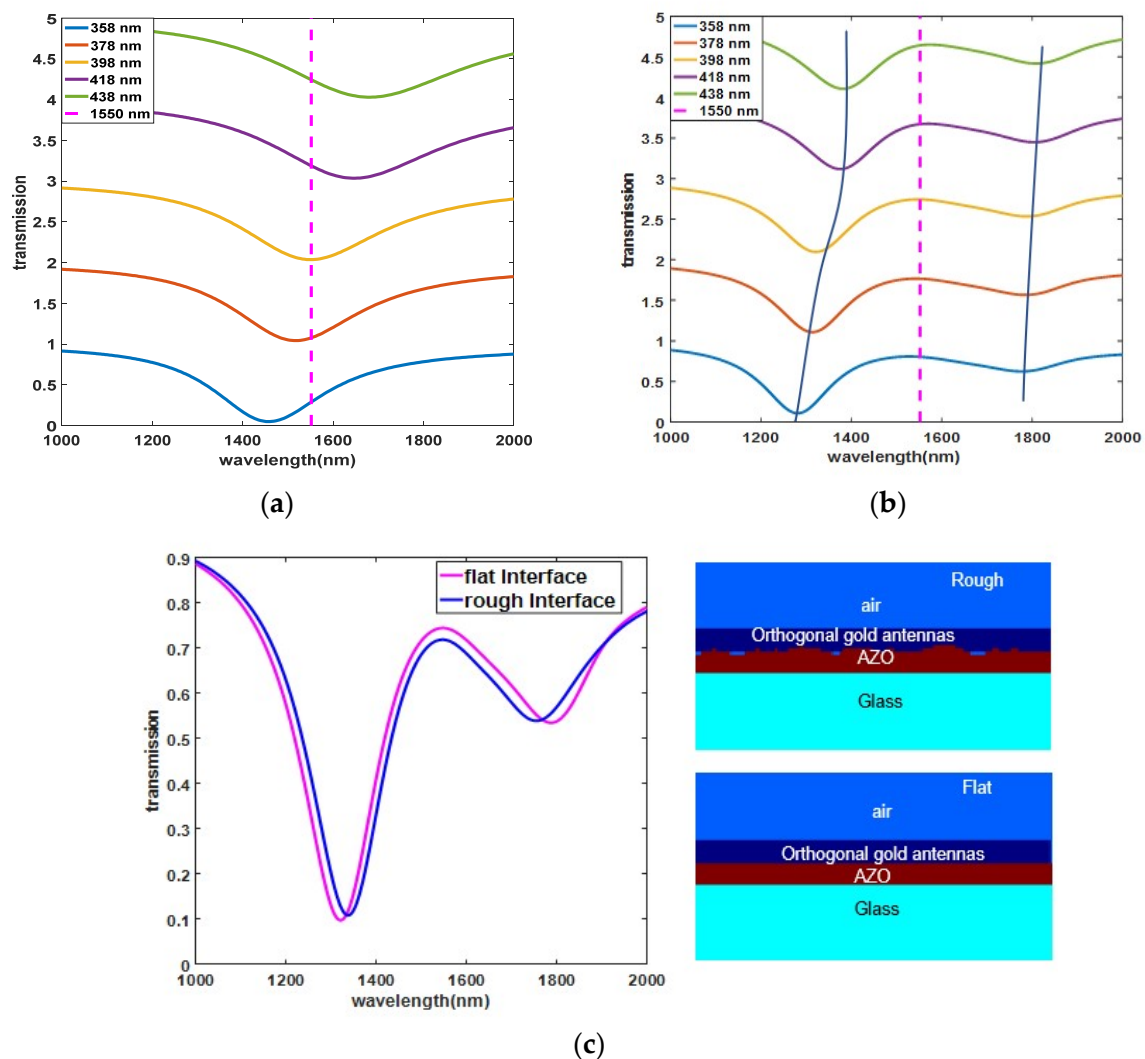 5
4.5
4
3.5
3
2.5
2
1.5
1
0.5
0
transmission
358 nm
378 nm
398 nm
418 nm
438 nm
1550 nm
1000 1200 1400 1600 1800 2000
wavelength(nm)
(a)
5
4.5
4
3.5
3
2.5
2
1.5
1
0.5
0
transmission
358 nm
378 nm
398 nm
418 nm
438 nm
1550 nm
1000 1200 1400 1600 1800 2000
wavelength(nm)
(b)
0.9
0.8
0.7
0.6
0.5
0.4
0.3
0.2
0.1
0
transmission
flat Interface
rough Interface
1000 1200 1400 1600 1800 2000
wavelength(nm)
Rough
air
Orthogonal gold antennas
AZO
Glass
Flat
air
Orthogonal gold antennas
AZO
Glass
(c)